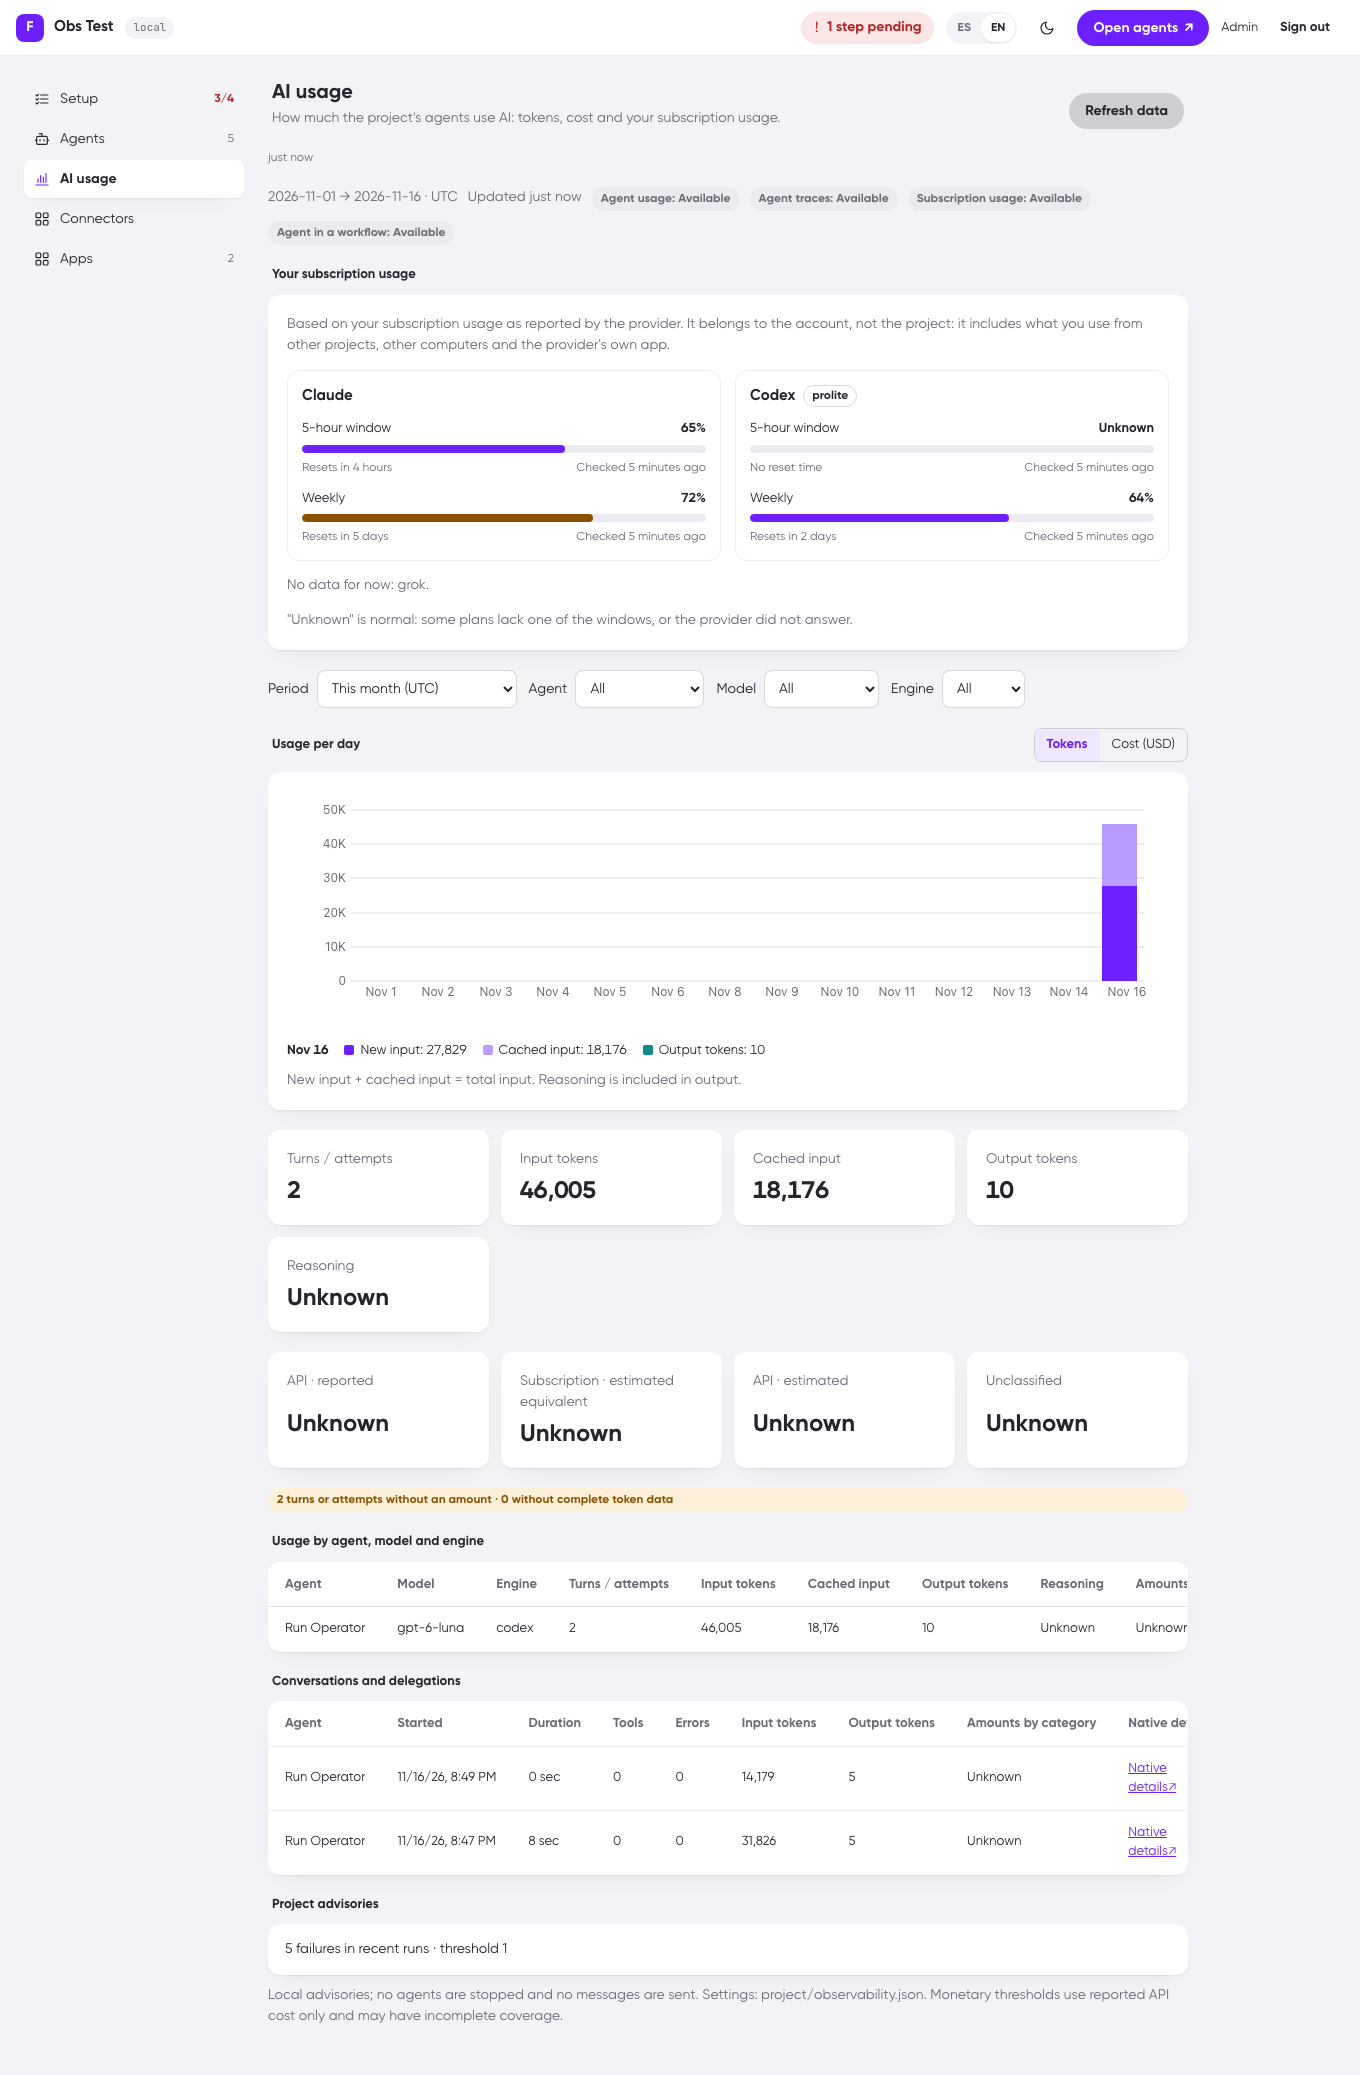 F Obs Test local
! 1 step pending ES EN Open agents ↗ Admin Sign out
Setup 3/4
Agents 5
AI usage
Connectors
Apps 2
AI usage
How much the project's agents use AI: tokens, cost and your subscription usage.
Refresh data
just now
2026-11-01 → 2026-11-16 · UTC Updated just now Agent usage: Available Agent traces: Available Subscription usage: Available
Agent in a workflow: Available
Your subscription usage
Based on your subscription usage as reported by the provider. It belongs to the account, not the project: it includes what you use from
other projects, other computers and the provider's own app.
Claude
5-hour window 65%
Resets in 4 hours Checked 5 minutes ago
Weekly 72%
Resets in 5 days Checked 5 minutes ago
Codex prolite
5-hour window Unknown
No reset time Checked 5 minutes ago
Weekly 64%
Resets in 2 days Checked 5 minutes ago
No data for now: grok.
"Unknown" is normal: some plans lack one of the windows, or the provider did not answer.
Period This month (UTC) Agent All Model All Engine All
Usage per day
Tokens Cost (USD)
50K
40K
30K
20K
10K
0
Nov 1 Nov 2 Nov 3 Nov 4 Nov 5 Nov 6 Nov 8 Nov 9 Nov 10 Nov 11 Nov 12 Nov 13 Nov 14 Nov 16
Nov 16 New input: 27,829 Cached input: 18,176 Output tokens: 10
New input + cached input = total input. Reasoning is included in output.
Turns / attempts
2
Input tokens
46,005
Cached input
18,176
Output tokens
10
Reasoning
Unknown
API · reported
Unknown
Subscription · estimated
equivalent
Unknown
API · estimated
Unknown
Unclassified
Unknown
2 turns or attempts without an amount · 0 without complete token data
Usage by agent, model and engine
Agent Model Engine Turns / attempts Input tokens Cached input Output tokens Reasoning Amounts
Run Operator gpt-6-luna codex 2 46,005 18,176 10 Unknown Unknown
Conversations and delegations
Agent Started Duration Tools Errors Input tokens Output tokens Amounts by category Native de
Run Operator 11/16/26, 8:49 PM 0 sec 0 0 14,179 5 Unknown Native
details↗
Run Operator 11/16/26, 8:47 PM 8 sec 0 0 31,826 5 Unknown Native
details↗
Project advisories
5 failures in recent runs · threshold 1
Local advisories; no agents are stopped and no messages are sent. Settings: project/observability.json. Monetary thresholds use reported API
cost only and may have incomplete coverage.